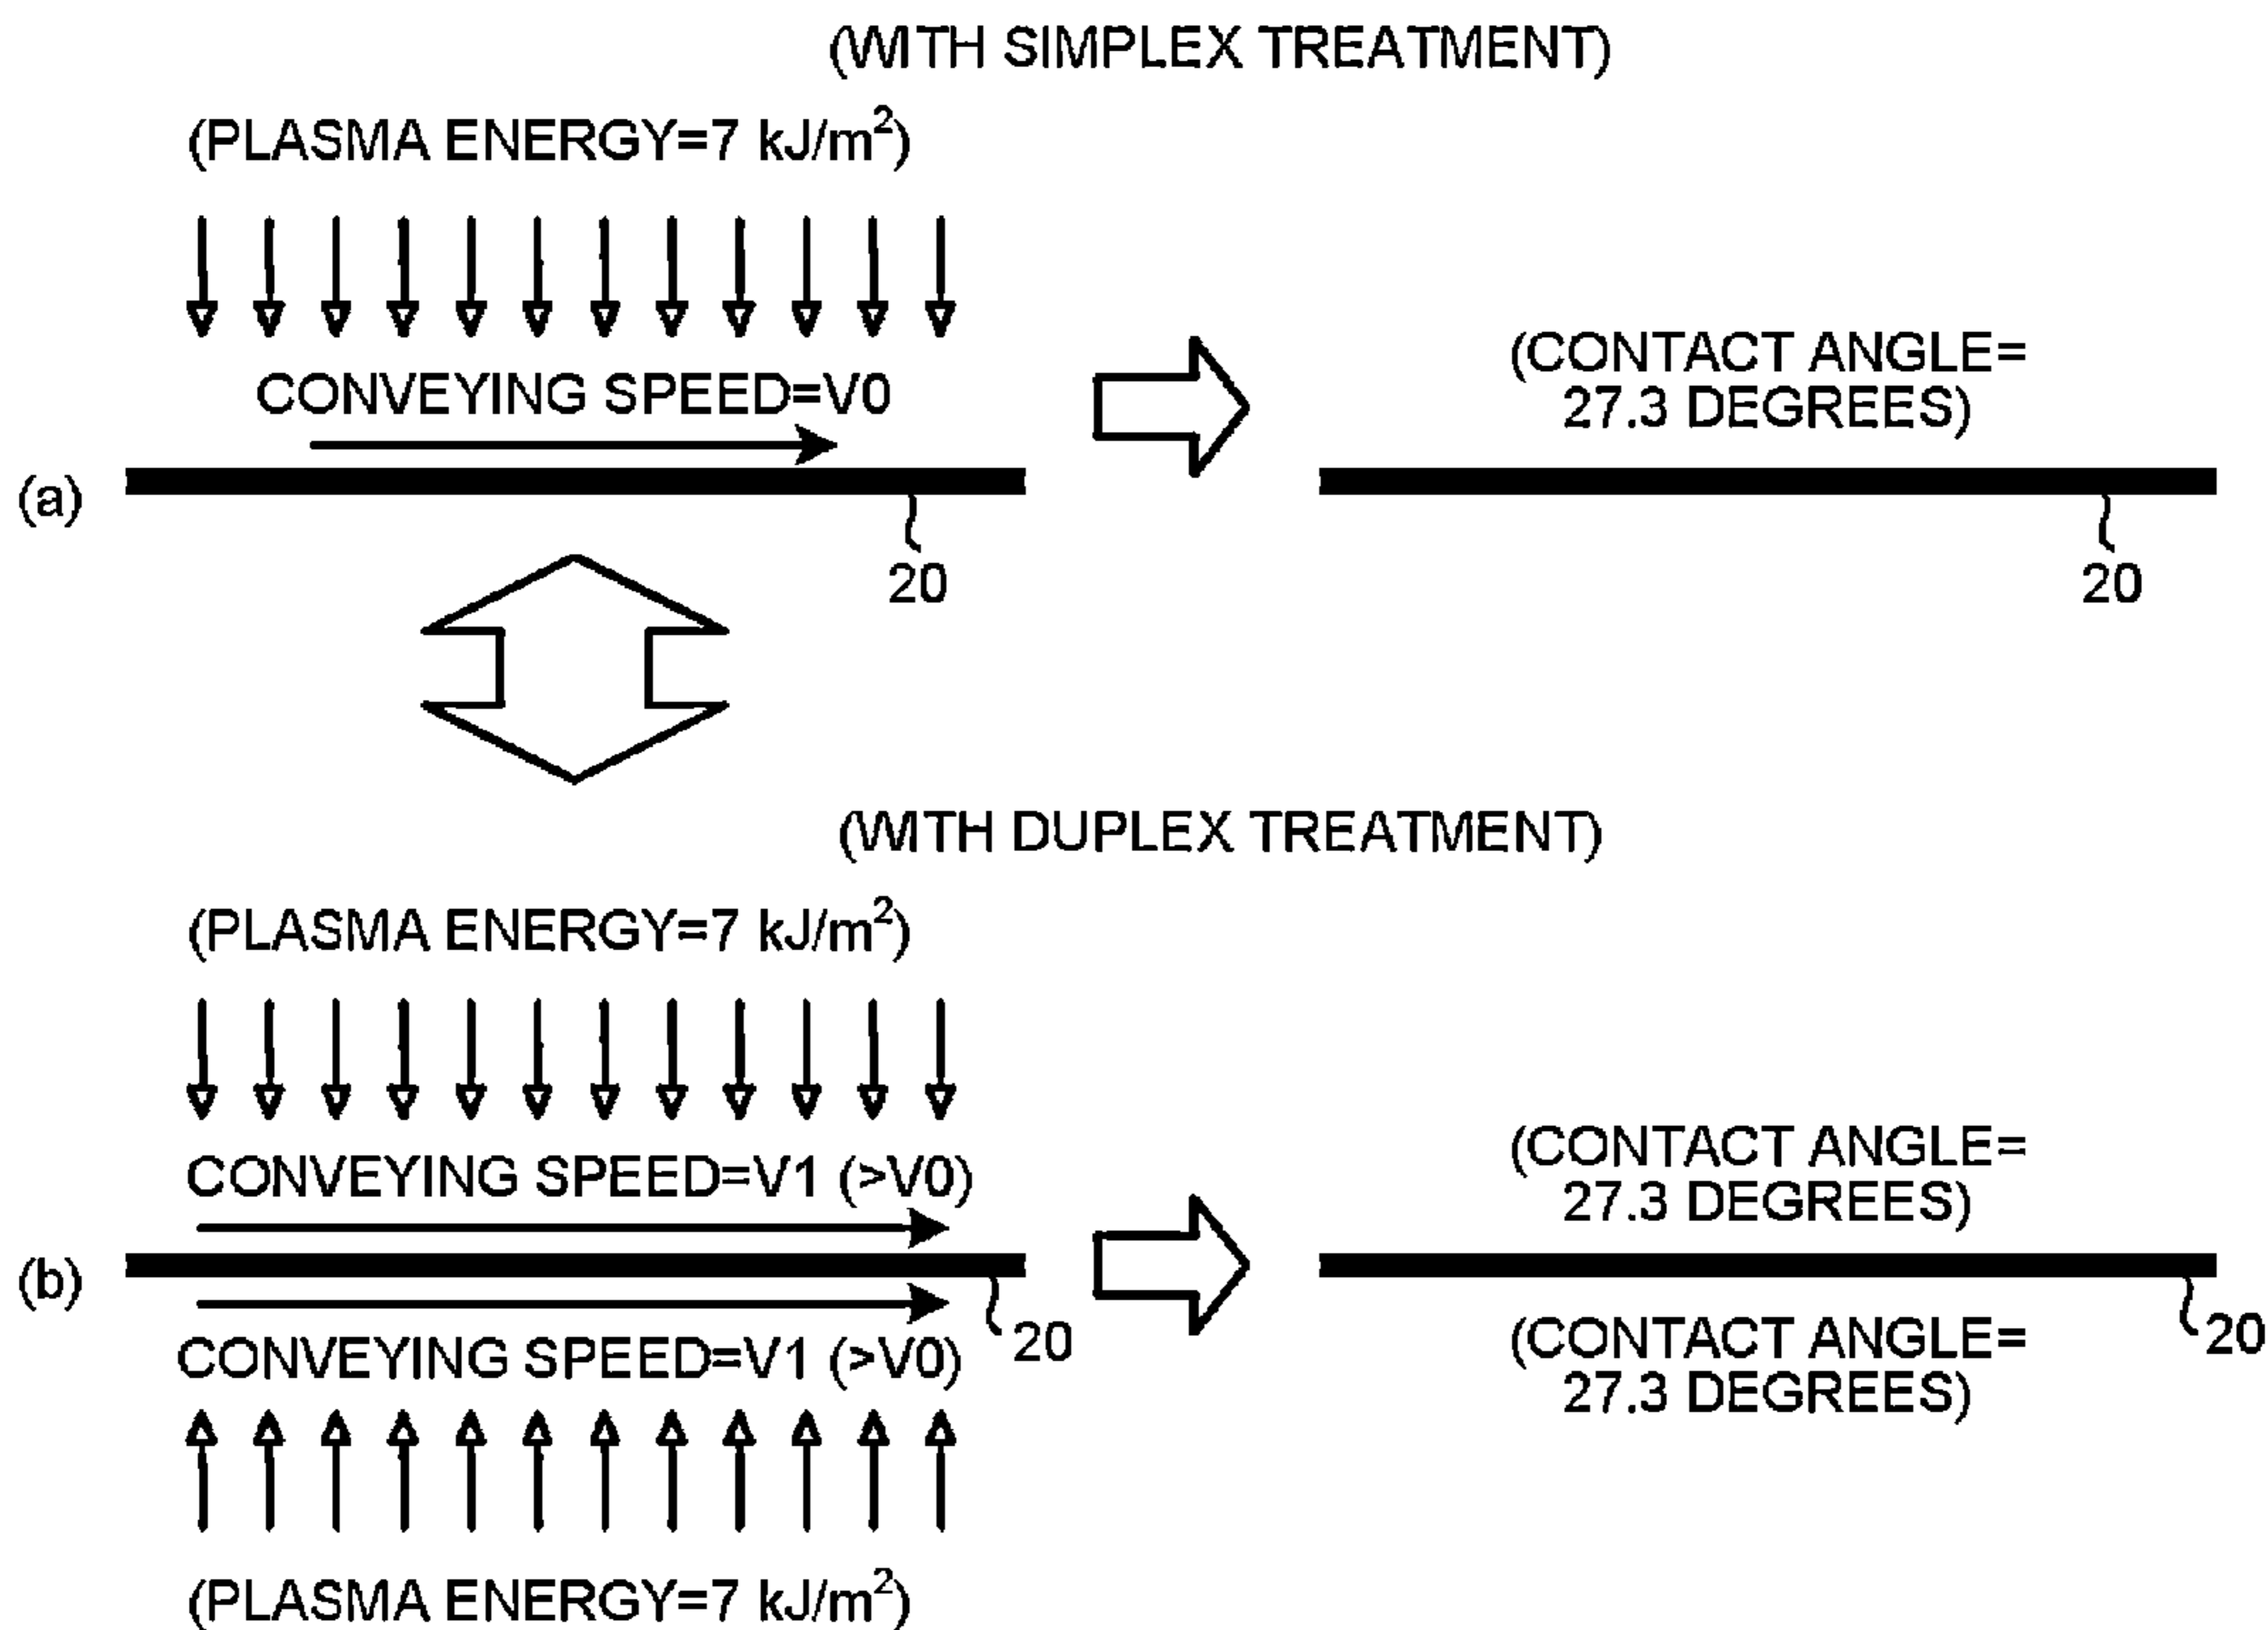 (WITH SIMPLEX TREATMENT)
(PLASMA ENERGY=7 kJ/m²)
CONVEYING SPEED=V0
(CONTACT ANGLE=
27.3 DEGREES)
(a)
20
20
(WITH DUPLEX TREATMENT)
(PLASMA ENERGY=7 kJ/m²)
CONVEYING SPEED=V1 (>V0)
(CONTACT ANGLE=
27.3 DEGREES)
(b)
CONVEYING SPEED=V1 (>V0)
20
(CONTACT ANGLE=
27.3 DEGREES)
20
(PLASMA ENERGY=7 kJ/m²)